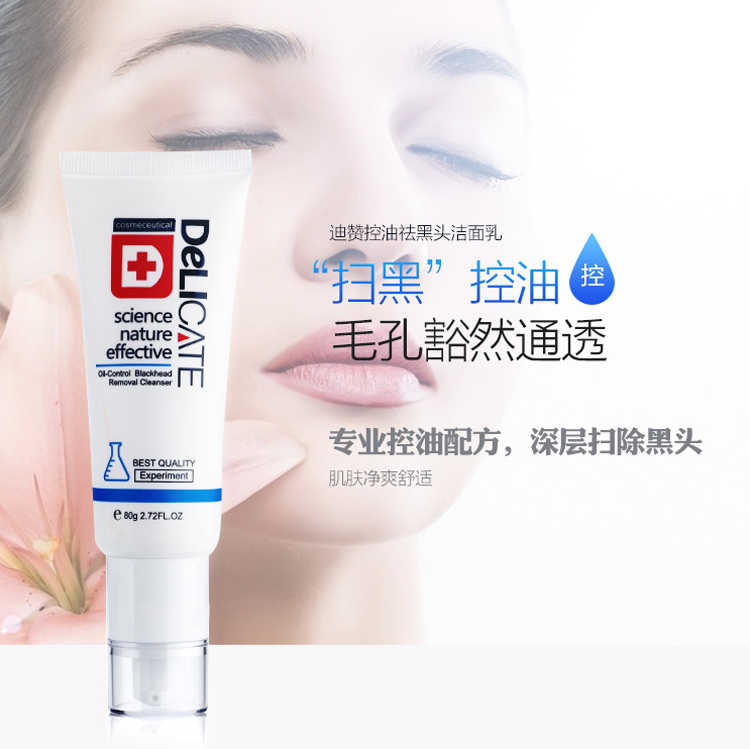 cosmeceutical
DeLICATE
science
nature
effective
Oil-Control Blackhead
Removal Cleanser
BEST QUALITY
Experiment
e 80g 2.72FL.OZ
迪赞控油祛黑头洁面乳
“扫黑” 控油 控
毛孔豁然通透
专业控油配方，深层扫除黑头
肌肤净爽舒适